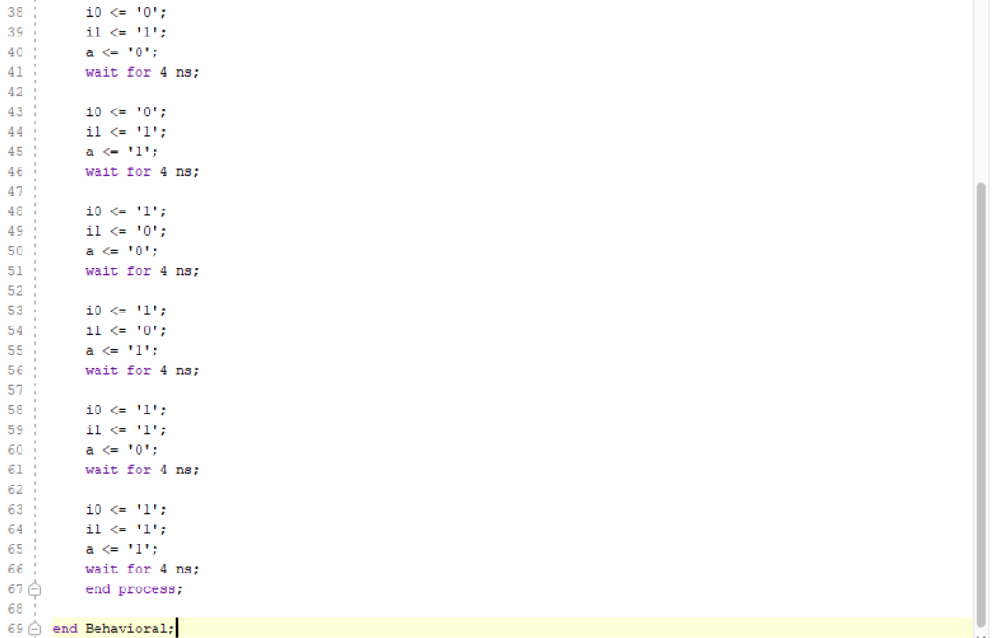 38 i0 <= '0';
39 i1 <= '1';
40 a <= '0';
41 wait for 4 ns;
42
43 i0 <= '0';
44 i1 <= '1';
45 a <= '1';
46 wait for 4 ns;
47
48 i0 <= '1';
49 i1 <= '0';
50 a <= '0';
51 wait for 4 ns;
52
53 i0 <= '1';
54 i1 <= '0';
55 a <= '1';
56 wait for 4 ns;
57
58 i0 <= '1';
59 i1 <= '1';
60 a <= '0';
61 wait for 4 ns;
62
63 i0 <= '1';
64 i1 <= '1';
65 a <= '1';
66 wait for 4 ns;
67 end process;
68
69 end Behavioral;